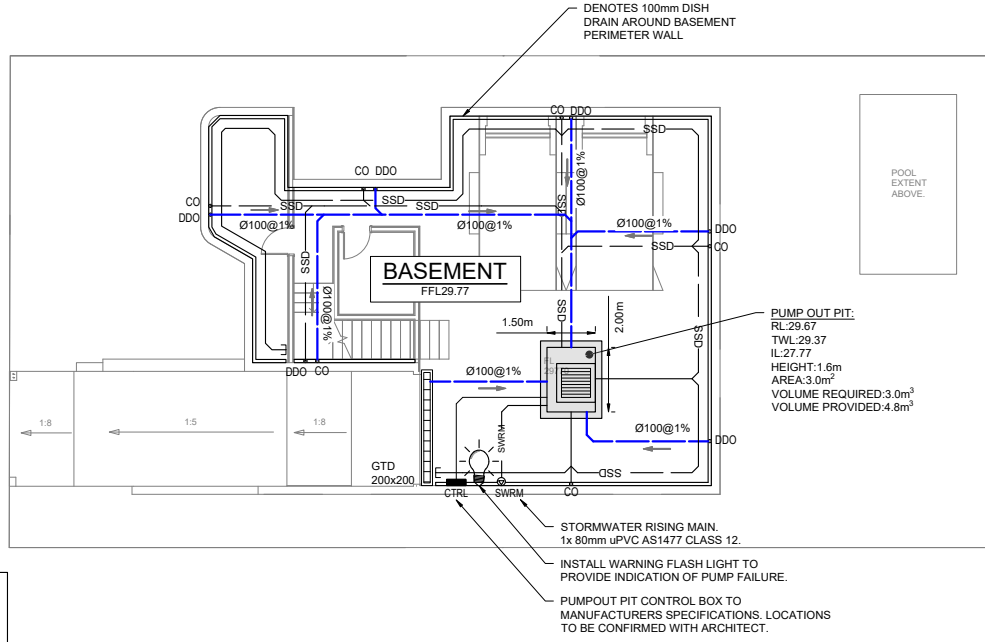 DENOTES 100mm DISH
DRAIN AROUND BASEMENT
PERIMETER WALL
CO DDO
SSD
POOL
EXTENT
ABOVE.
Ø100@1%
SSD
CO DDO
CO
DDO
SSD
SSD
SSD
Ø100@1%
Ø100@1%
Ø100@1%
DDO
SSD
CO
SSD
BASEMENT
FFL29.77
Ø100@1%
SSD
1.50m
2.00m
SSD
PUMP OUT PIT:
RL:29.67
TWL:29.37
IL:27.77
HEIGHT:1.6m
AREA:3.0m²
VOLUME REQUIRED:3.0m³
VOLUME PROVIDED:4.8m³
DDO CO
Ø100@1%
1:8
1:5
1:8
Ø100@1%
DDO
SWRM
GTD
200x200
SSD
CTRL
SWRM
CO
STORMWATER RISING MAIN.
1x 80mm uPVC AS1477 CLASS 12.
INSTALL WARNING FLASH LIGHT TO
PROVIDE INDICATION OF PUMP FAILURE.
PUMPOUT PIT CONTROL BOX TO
MANUFACTURERS SPECIFICATIONS. LOCATIONS
TO BE CONFIRMED WITH ARCHITECT.